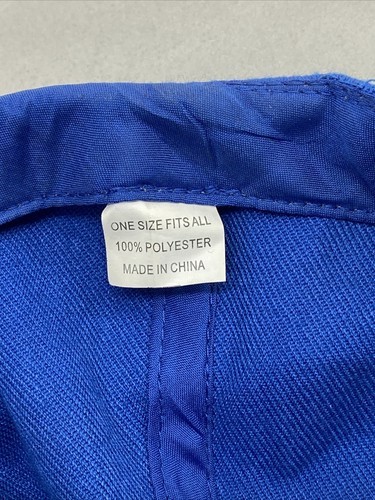 ONE SIZE FITS ALL
100% POLYESTER
MADE IN CHINA